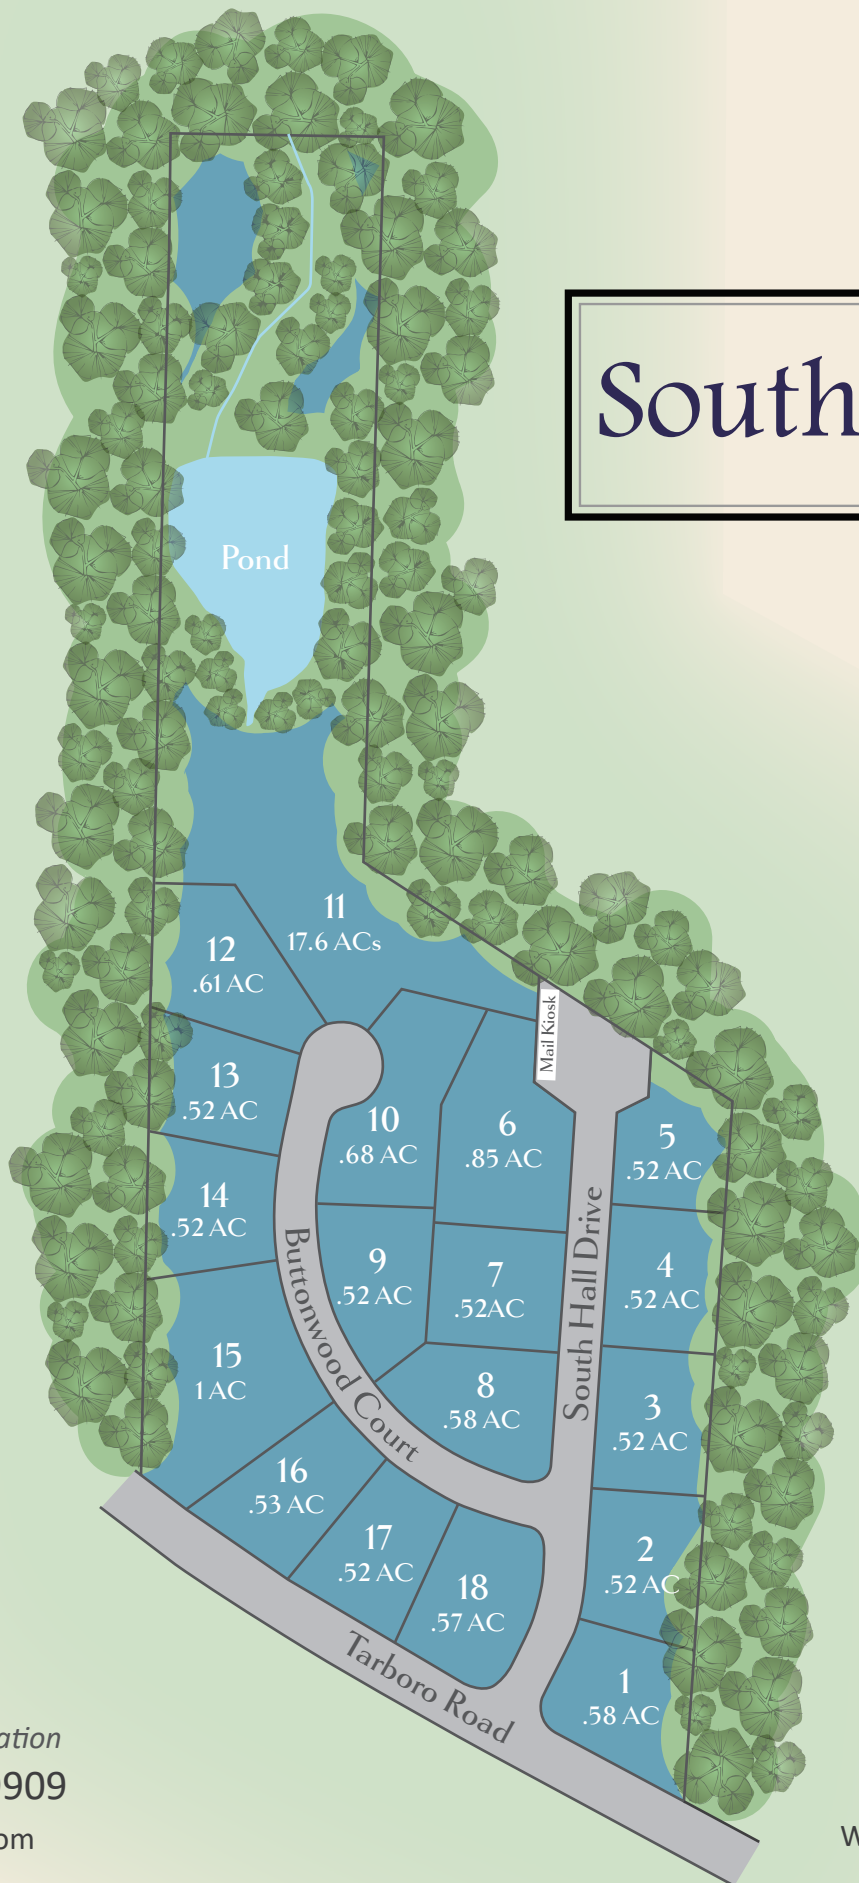 South
Pond
11
17.6 ACs
12
.61 AC
Mail Kiosk
13
.52 AC
10
.68 AC
6
.85 AC
5
.52 AC
14
.52 AC
9
.52 AC
7
.52AC
4
.52 AC
Buttonwood Court
South Hall Drive
15
1 AC
8
.58 AC
3
.52 AC
16
.53 AC
17
.52 AC
18
.57 AC
2
.52 AC
1
.58 AC
Tarboro Road